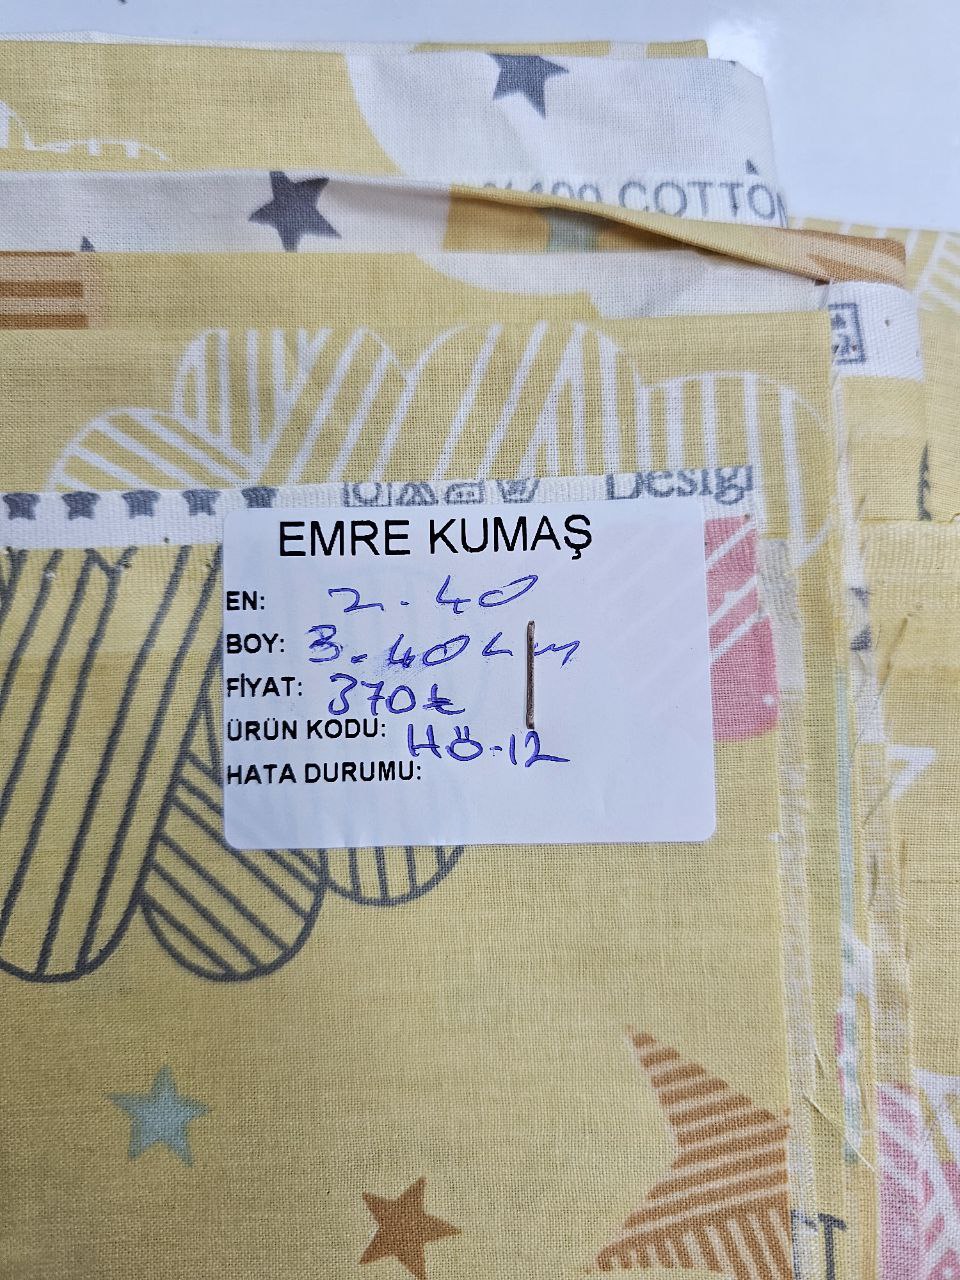 %100 COTTON
Desig
EMRE KUMAŞ
EN: 2.40
BOY: 3.40
FİYAT: 370₺
ÜRÜN KODU: HÖ-12
HATA DURUMU: